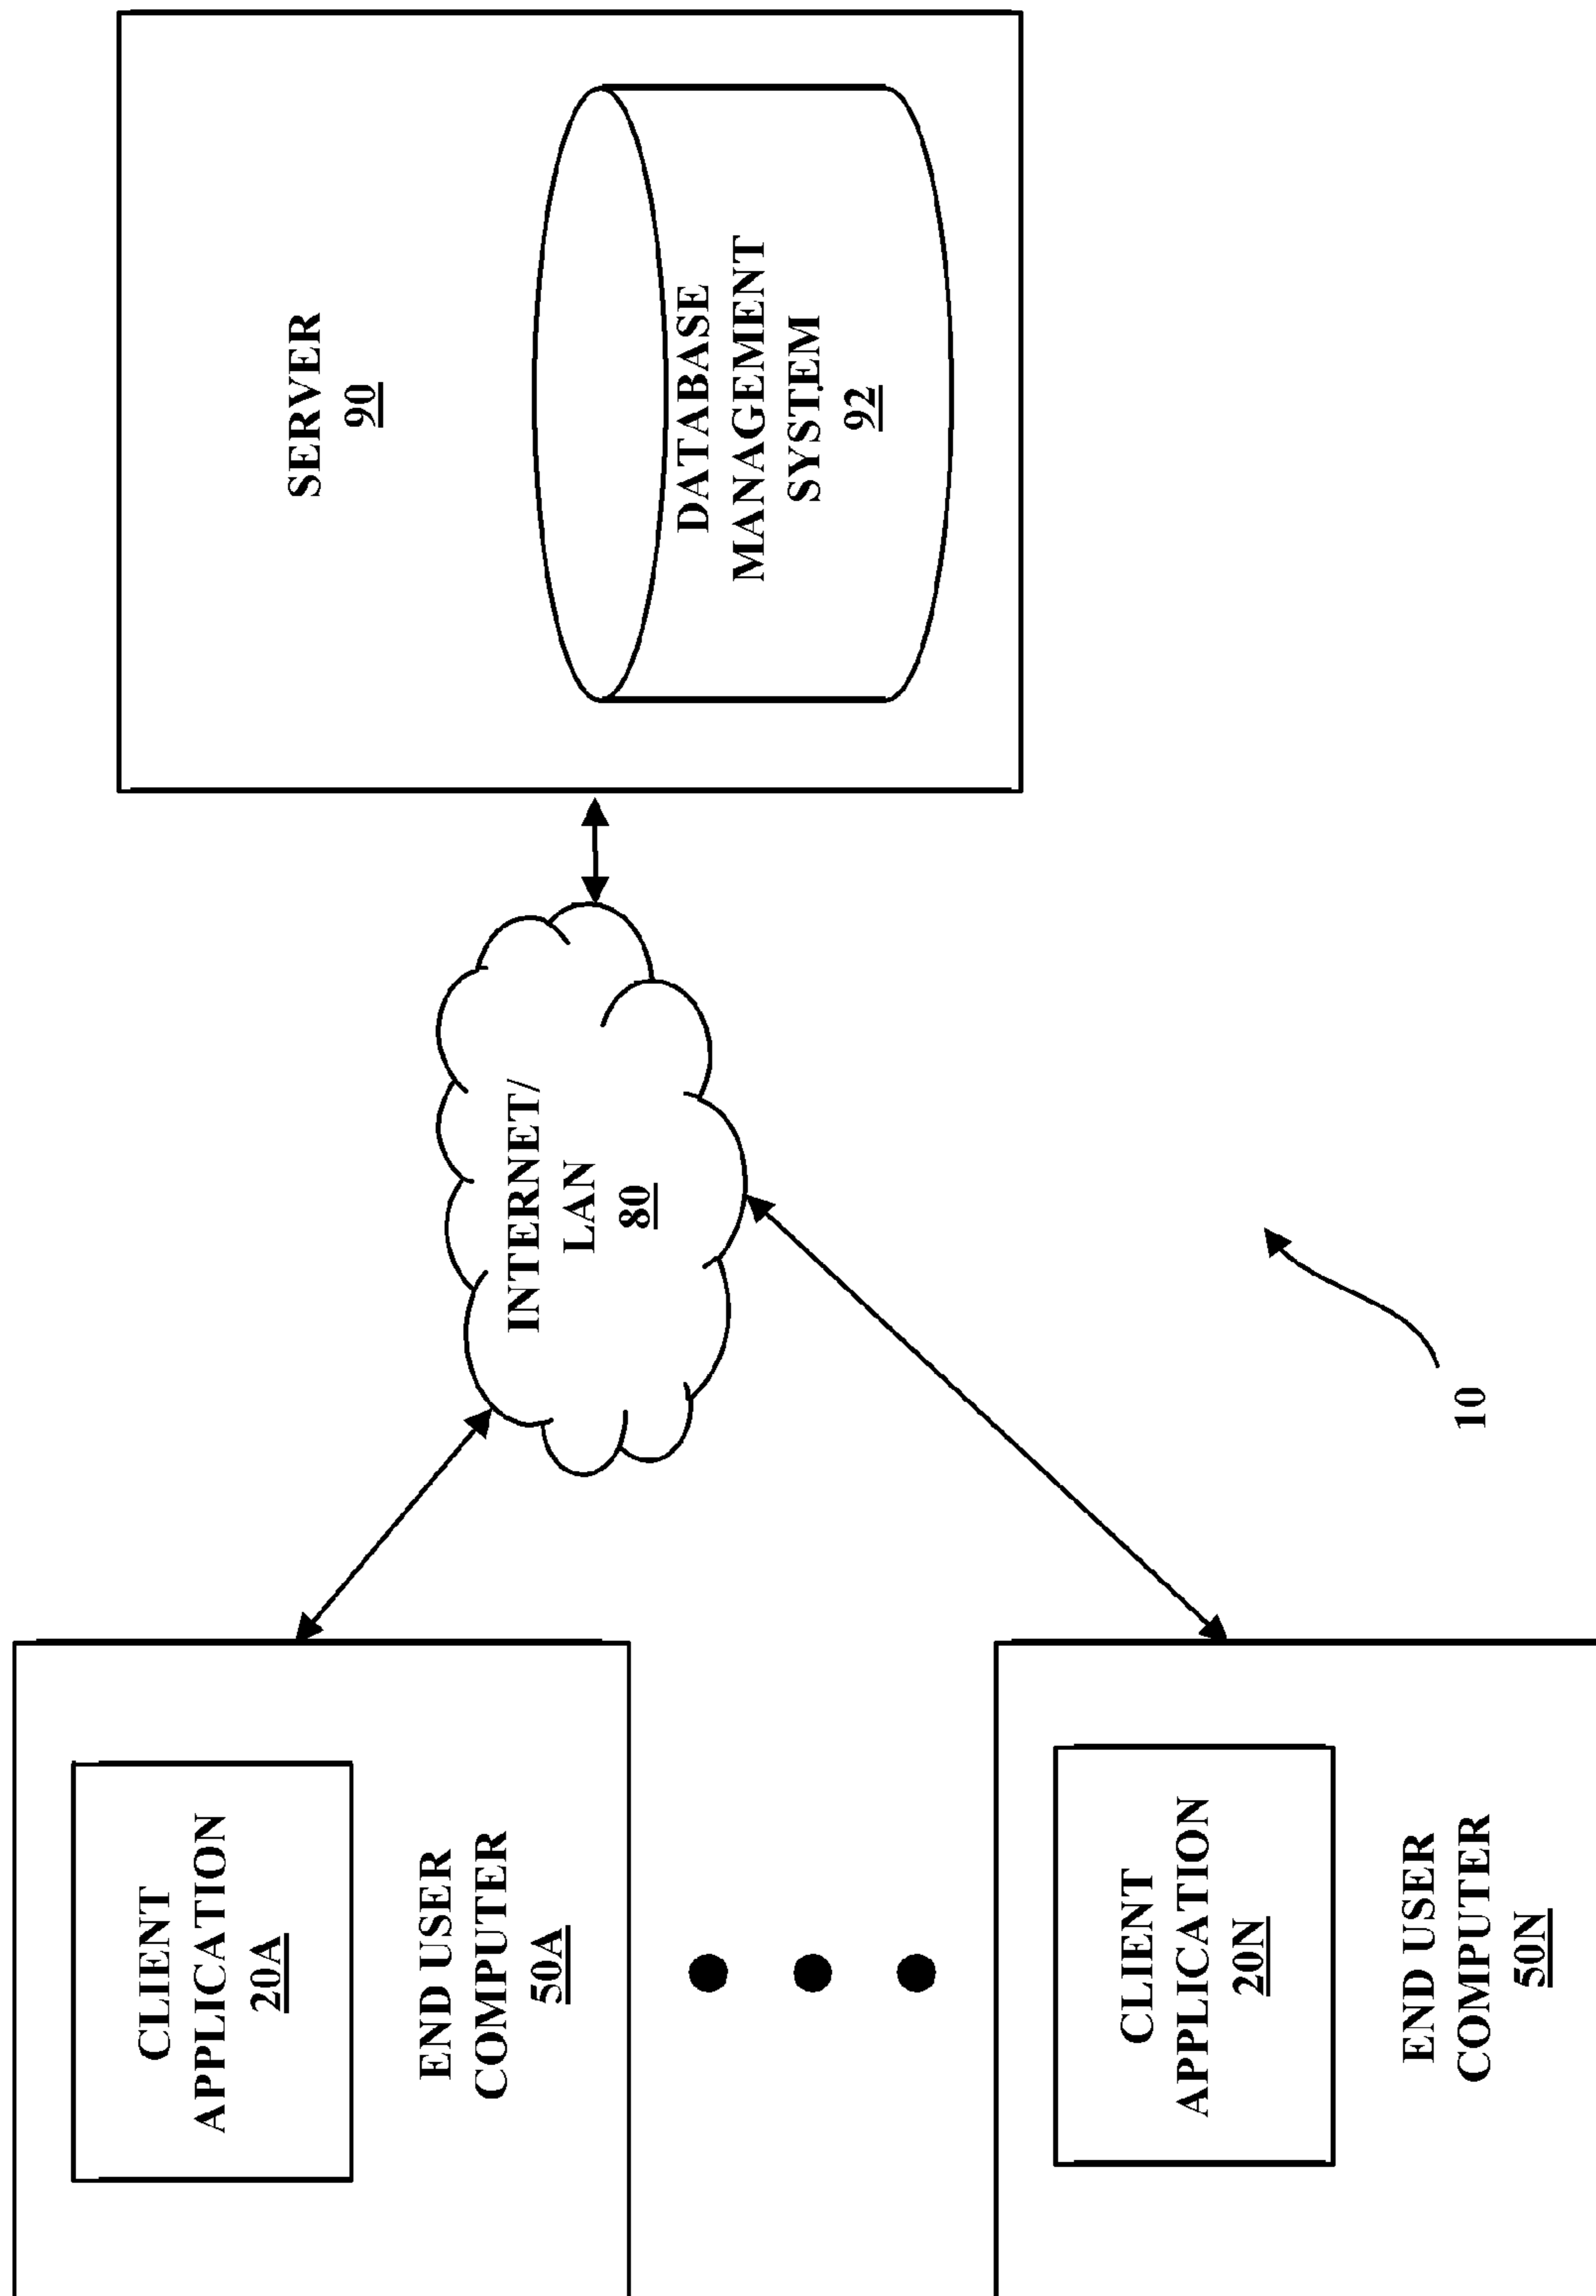 CLIENT
APPLICATION
20A
END USER
COMPUTER
50A
CLIENT
APPLICATION
20N
END USER
COMPUTER
50N
INTERNET/
LAN
80
10
SERVER
90
DATABASE
MANAGEMENT
SYSTEM
92